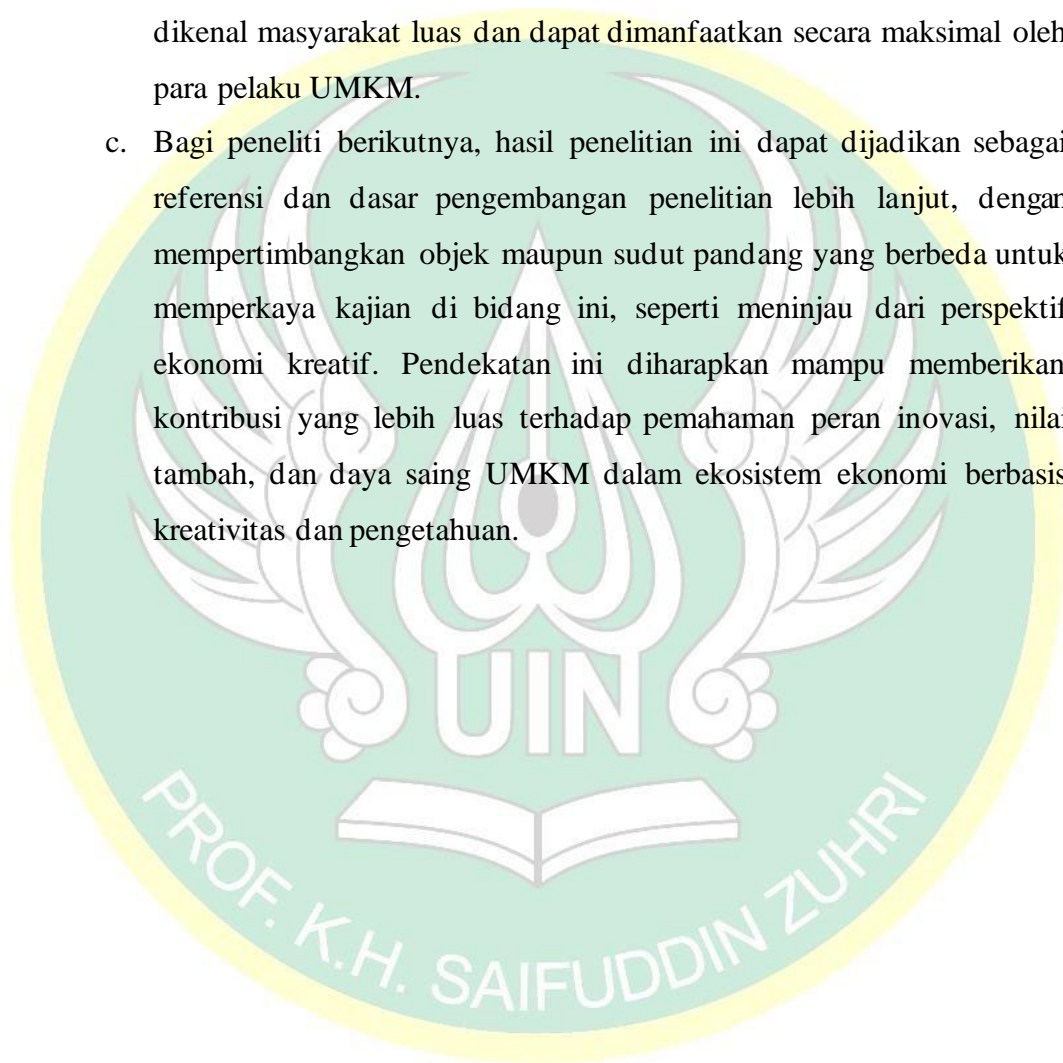 dikenal masyarakat luas dan dapat dimanfaatkan secara maksimal oleh
para pelaku UMKM.
c. Bagi peneliti berikutnya, hasil penelitian ini dapat dijadikan sebagai
referensi dan dasar pengembangan penelitian lebih lanjut, dengan
mempertimbangkan objek maupun sudut pandang yang berbeda untuk
memperkaya kajian di bidang ini, seperti meninjau dari perspektif
ekonomi kreatif. Pendekatan ini diharapkan mampu memberikan
kontribusi yang lebih luas terhadap pemahaman peran inovasi, nilai
tambah, dan daya saing UMKM dalam ekosistem ekonomi berbasis
kreativitas dan pengetahuan.
UIN
PROF. K.H. SAIFUDDIN ZUHRI